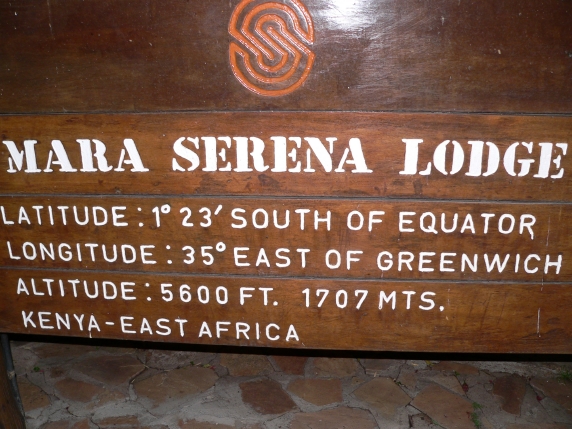 MARA SERENA LODGE
LATITUDE : 1° 23′ SOUTH OF EQUATOR
LONGITUDE : 35° EAST OF GREENWICH
ALTITUDE : 5600 FT. 1707 MTS.
KENYA-EAST AFRICA